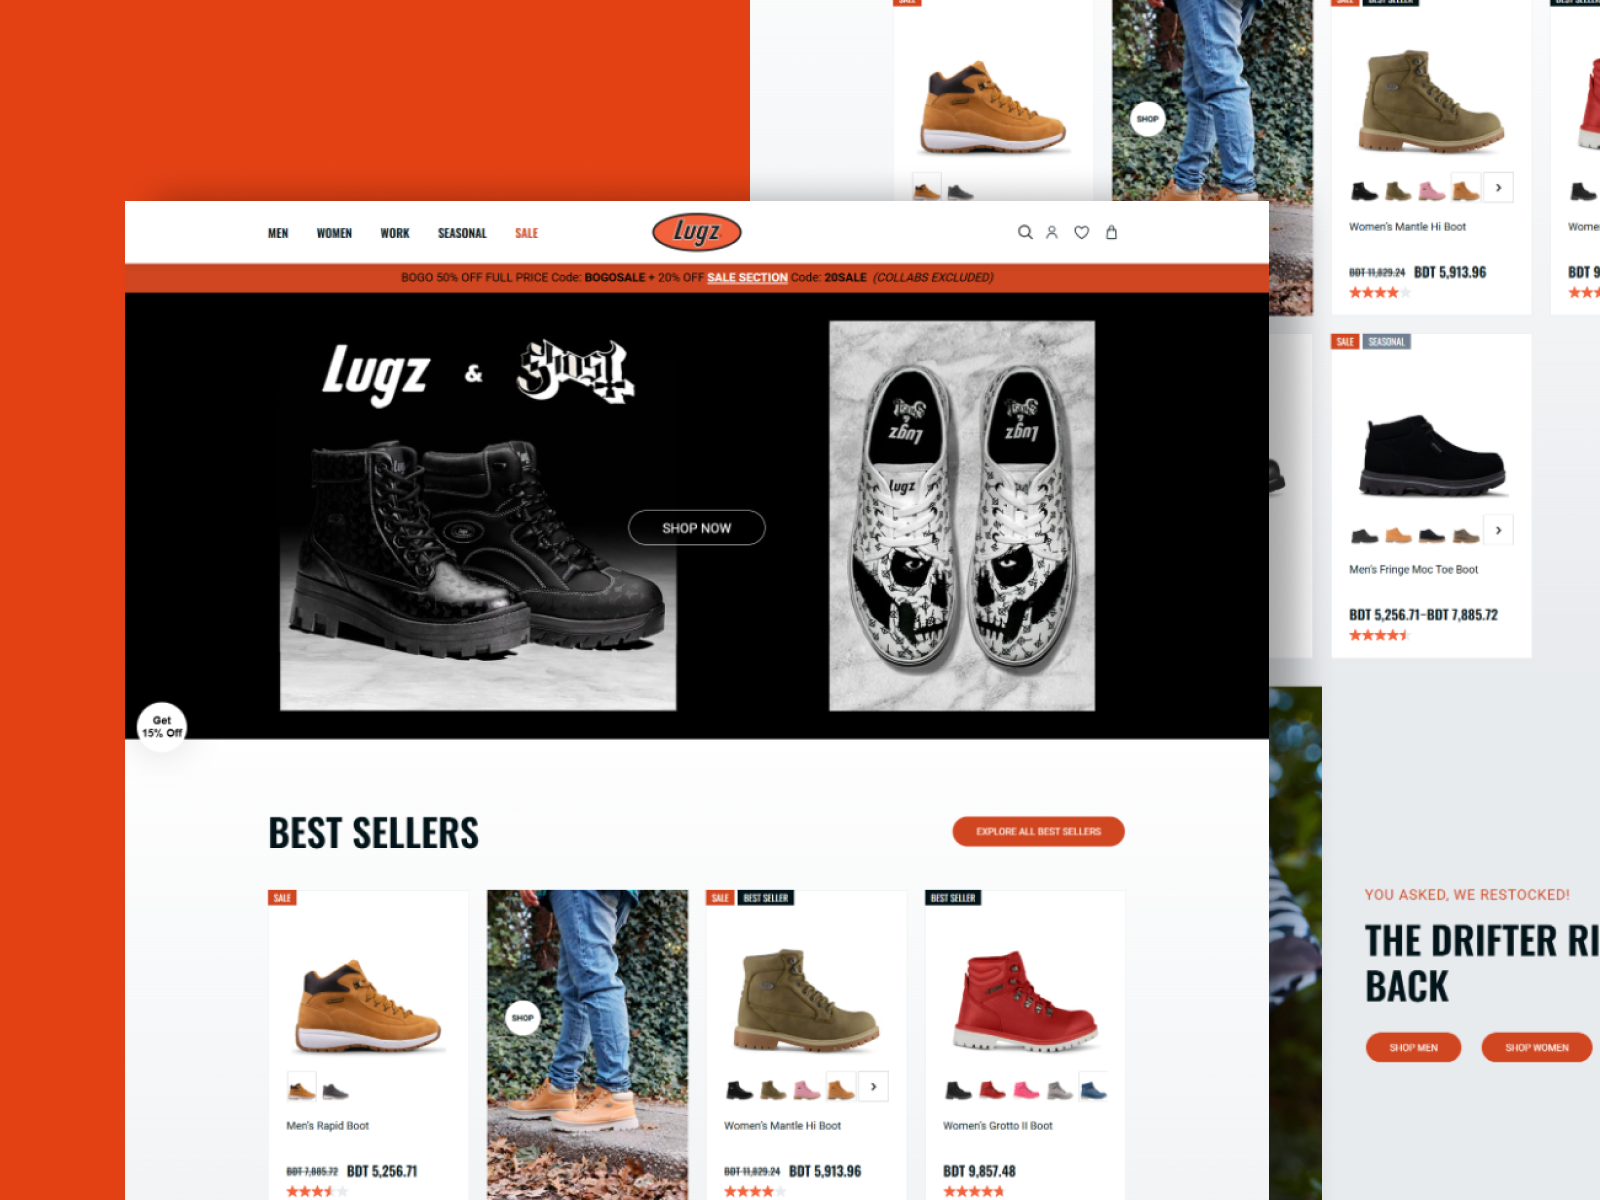 SALE
BEST SELLER
SHOP
Women's Mantle Hi Boot
BDT 11,829.24 BDT 5,913.96
BDT 9
SALE SEASONAL
Men's Fringe Moc Toe Boot
BDT 5,256.71–BDT 7,885.72
YOU ASKED, WE RESTOCKED!
THE DRIFTER RI
BACK
SHOP MEN SHOP WOMEN
MEN WOMEN WORK SEASONAL SALE
Lugz
BOGO 50% OFF FULL PRICE Code: BOGOSALE + 20% OFF SALE SECTION Code: 20SALE (COLLABS EXCLUDED)
Lugz & Ghost
SHOP NOW
Lugz
Lugz
Lugz
Get
15% Off
BEST SELLERS
EXPLORE ALL BEST SELLERS
SALE
SHOP
SALE BEST SELLER
BEST SELLER
Men's Rapid Boot
BDT 7,885.72 BDT 5,256.71
Women's Mantle Hi Boot
BDT 11,829.24 BDT 5,913.96
Women's Grotto II Boot
BDT 9,857.48